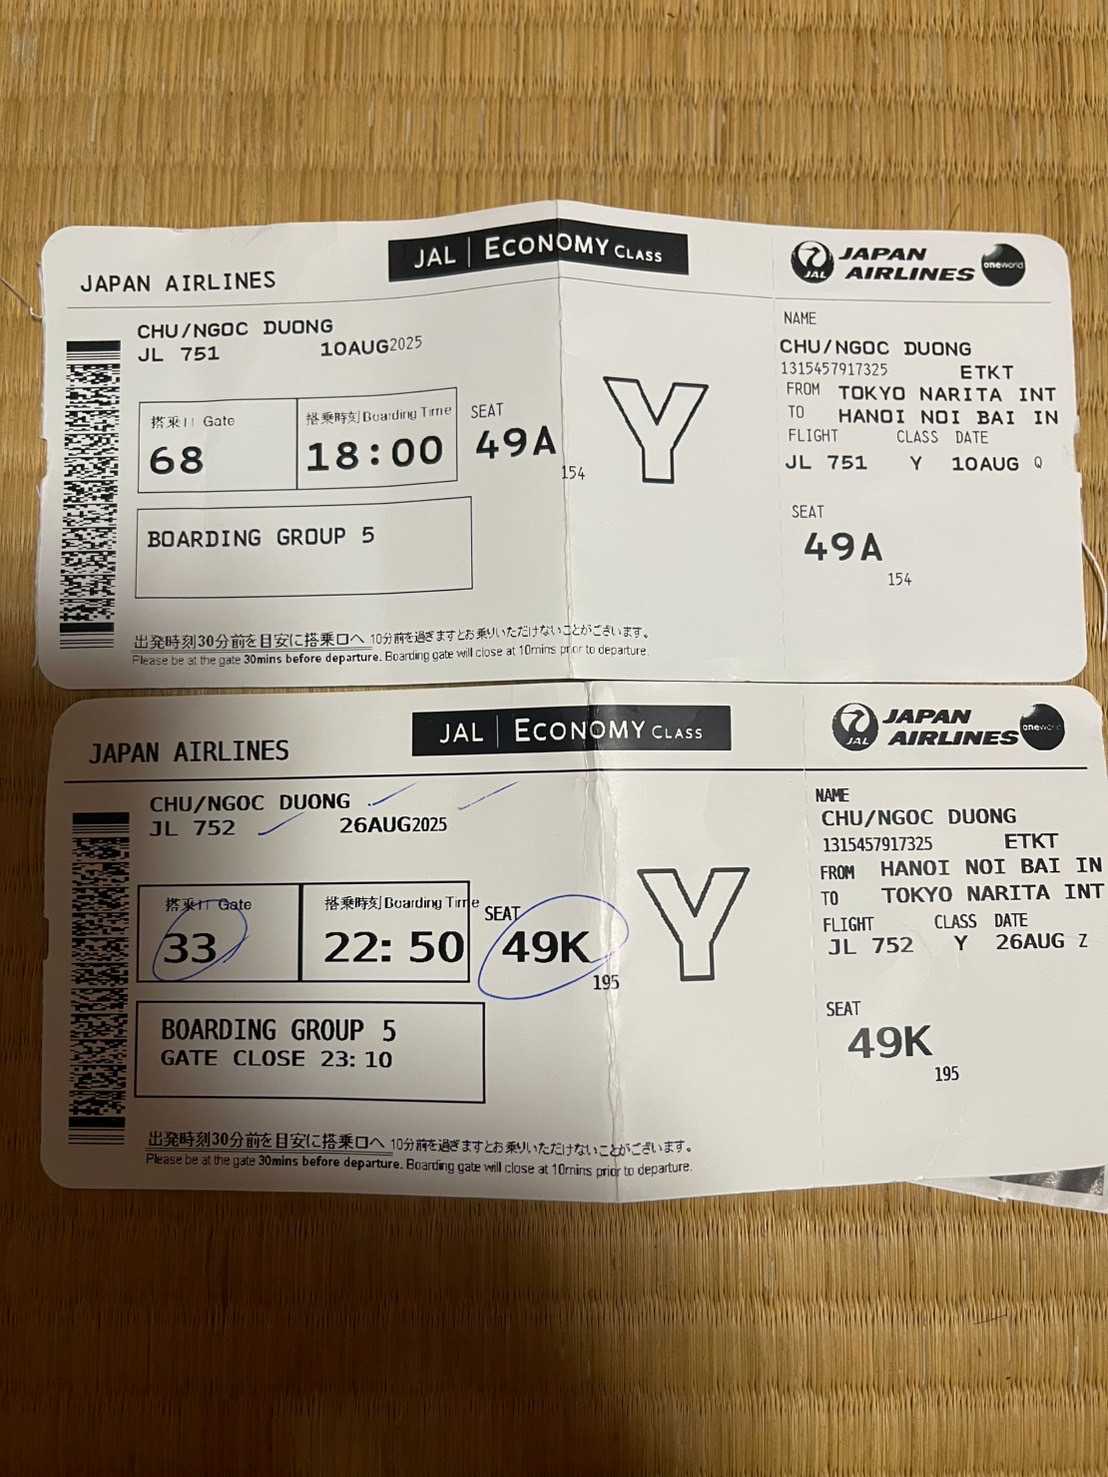 JAPAN AIRLINES
JAL | ECONOMY CLASS
JAL
JAPAN AIRLINES
oneworld
CHU/NGOC DUONG
JL 751 10AUG2025
搭乗口 Gate
68
搭乗時刻 Boarding Time
18:00
SEAT
49A
154
Y
BOARDING GROUP 5
出発時刻30分前を目安に搭乗口へ 10分前を過ぎますとお乗りいただけないことがございます。
Please be at the gate 30mins before departure. Boarding gate will close at 10mins prior to departure.
NAME
CHU/NGOC DUONG
1315457917325 ETKT
FROM TOKYO NARITA INT
TO HANOI NOI BAI IN
FLIGHT CLASS DATE
JL 751 Y 10AUG Q
SEAT
49A
154
JAPAN AIRLINES
JAL | ECONOMY CLASS
JAL
JAPAN AIRLINES
oneworld
CHU/NGOC DUONG
JL 752 26AUG2025
搭乗口 Gate
33
搭乗時刻 Boarding Time
22:50
SEAT
49K
195
Y
BOARDING GROUP 5
GATE CLOSE 23:10
出発時刻30分前を目安に搭乗口へ 10分前を過ぎますとお乗りいただけないことがございます。
Please be at the gate 30mins before departure. Boarding gate will close at 10mins prior to departure.
NAME
CHU/NGOC DUONG
1315457917325 ETKT
FROM HANOI NOI BAI IN
TO TOKYO NARITA INT
FLIGHT CLASS DATE
JL 752 Y 26AUG Z
SEAT
49K
195